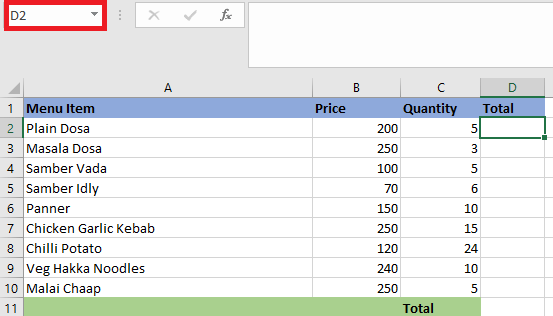 D2 fx
A B C D
1 Menu Item Price Quantity Total
2 Plain Dosa 200 5
3 Masala Dosa 250 3
4 Samber Vada 100 5
5 Samber Idly 70 6
6 Panner 150 10
7 Chicken Garlic Kebab 250 15
8 Chilli Potato 120 24
9 Veg Hakka Noodles 240 10
10 Malai Chaap 250 5
11 Total